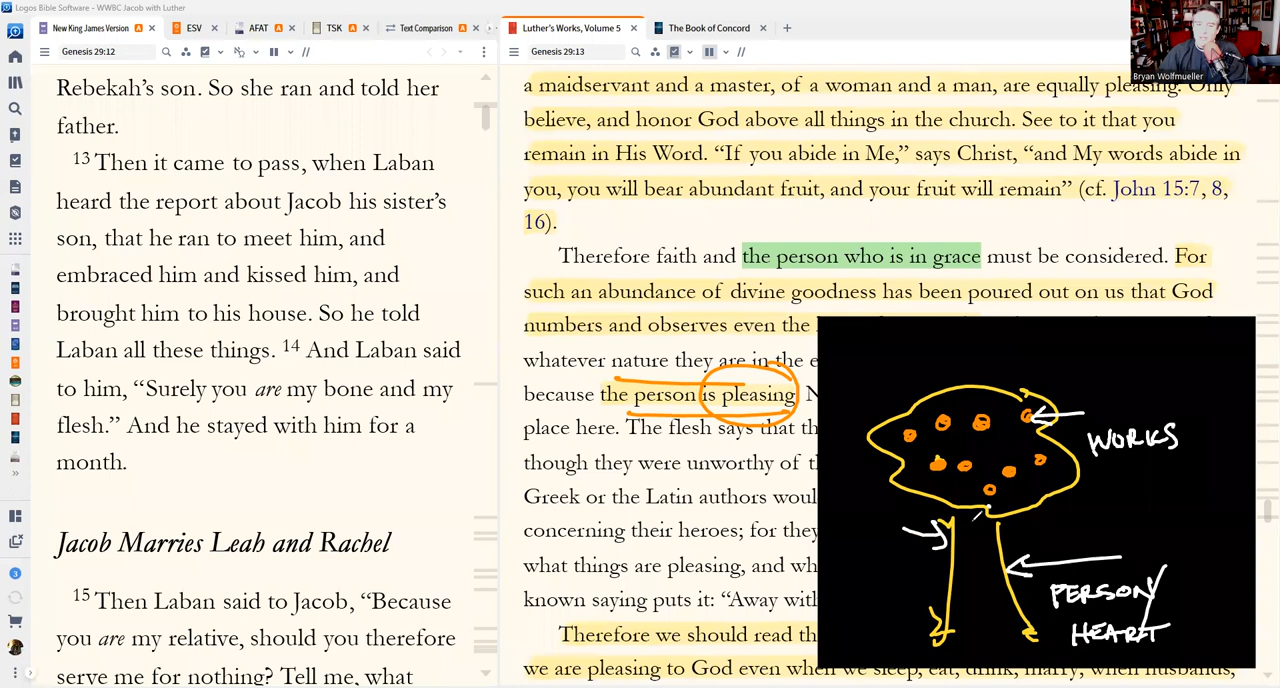 Logos Bible Software - WWBC Jacob with Luther
New King James Version A
ESV
AFAT A
TSK A
Text Comparison A
Luther's Works, Volume 5
The Book of Concord
Genesis 29:12
Genesis 29:13
Bryan Wolfmueller
Rebekah's son. So she ran and told her
father.
13 Then it came to pass, when Laban
heard the report about Jacob his sister's
son, that he ran to meet him, and
embraced him and kissed him, and
brought him to his house. So he told
Laban all these things. 14 And Laban said
to him, “Surely you are my bone and my
flesh.” And he stayed with him for a
month.
Jacob Marries Leah and Rachel
15 Then Laban said to Jacob, “Because
you are my relative, should you therefore
serve me for nothing? Tell me, what
a maidservant and a master, of a woman and a man, are equally pleasing. Only
believe, and honor God above all things in the church. See to it that you
remain in His Word. “If you abide in Me,” says Christ, “and My words abide in
you, you will bear abundant fruit, and your fruit will remain” (cf. John 15:7, 8,
16).
Therefore faith and the person who is in grace must be considered. For
such an abundance of divine goodness has been poured out on us that God
numbers and observes even the
whatever nature they are in the
because the person is pleasing
place here. The flesh says that
though they were unworthy of
Greek or the Latin authors
concerning their heroes; for they
what things are pleasing, and
known saying puts it: “Away
Therefore we should read
we are pleasing to God even when we sleep, eat, drink, marry, when husbands,
WORKS
PERSON/
HEART
3